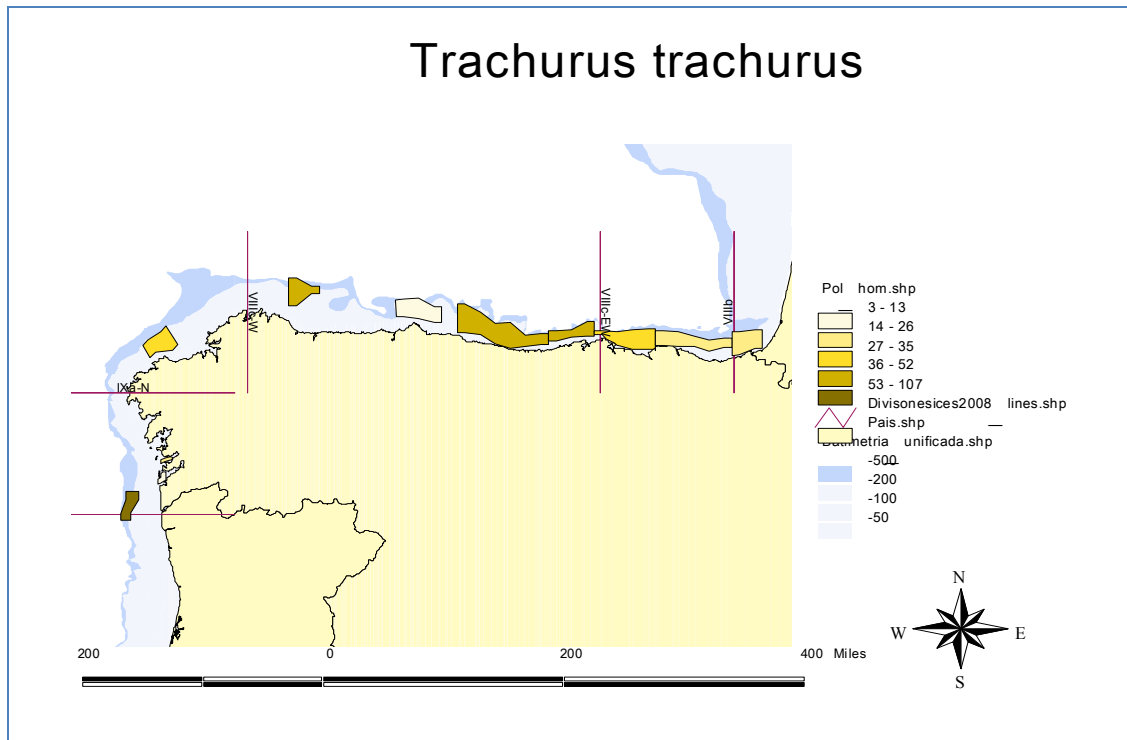 Trachurus trachurus
VIIIc-W
VIIIc-EW
VIIIb
IXa-N
Pol hom.shp
3 - 13
14 - 26
27 - 35
36 - 52
53 - 107
Divisonesices2008 lines.shp
Pais.shp
Batimetria unificada.shp
-500
-200
-100
-50
N
W E
S
200 0 200 400 Miles